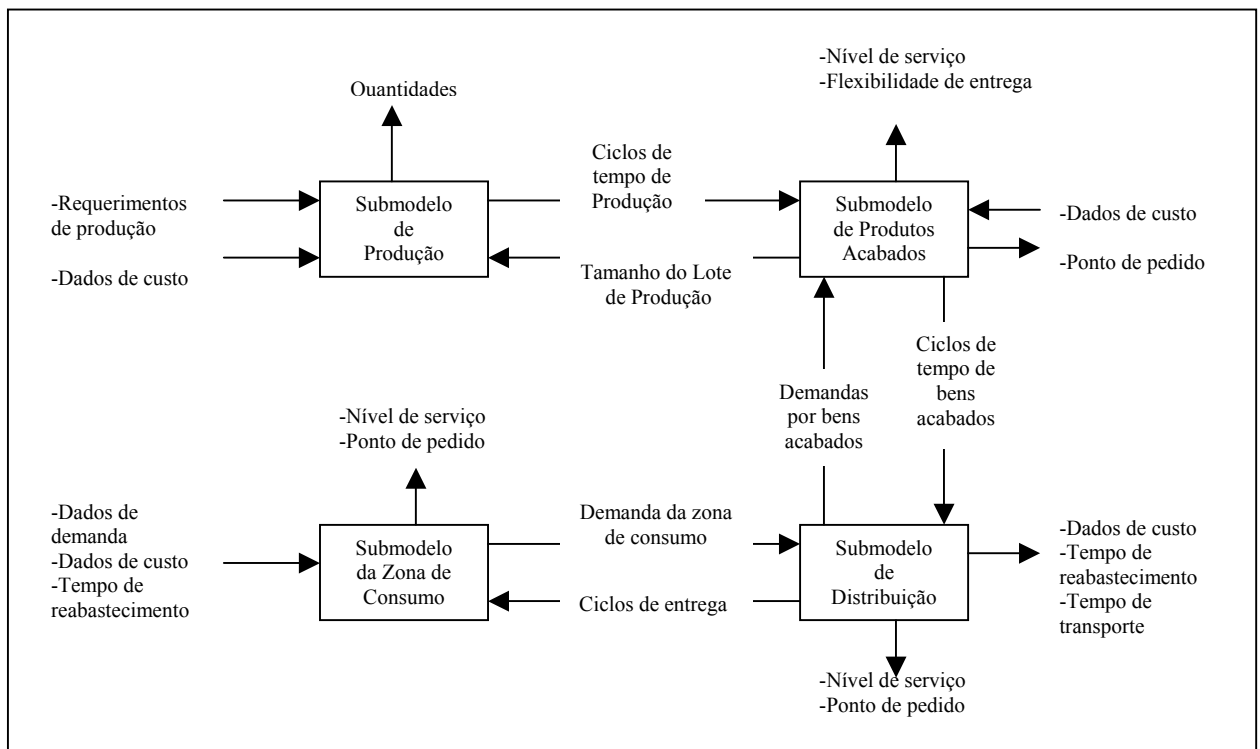 -Nível de serviço
-Flexibilidade de entrega
Ouantidades
Ciclos de
tempo de
Produção
-Requerimentos
de produção
-Dados de custo
Submodelo
de
Produção
Submodelo
de Produtos
Acabados
-Dados de custo
-Ponto de pedido
Tamanho do Lote
de Produção
Demandas
por bens
acabados
Ciclos de
tempo de
bens
acabados
-Nível de serviço
-Ponto de pedido
-Dados de
demanda
-Dados de custo
-Tempo de
reabastecimento
Submodelo
da Zona de
Consumo
Demanda da zona
de consumo
Ciclos de entrega
Submodelo
de
Distribuição
-Dados de custo
-Tempo de
reabastecimento
-Tempo de
transporte
-Nível de serviço
-Ponto de pedido